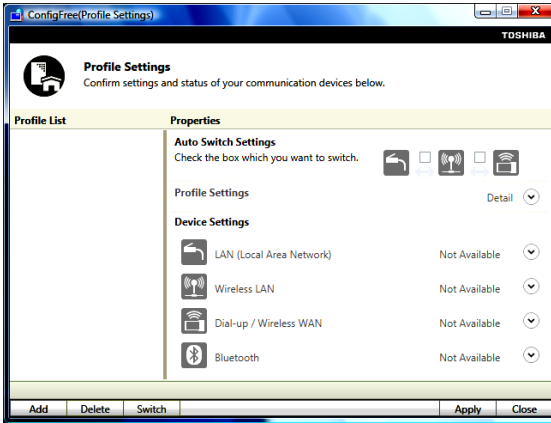 ConfigFree(Profile Settings)
TOSHIBA
Profile Settings
Confirm settings and status of your communication devices below.
Profile List
Properties
Auto Switch Settings
Check the box which you want to switch.
Profile Settings
Detail
Device Settings
LAN (Local Area Network)
Not Available
Wireless LAN
Not Available
Dial-up / Wireless WAN
Not Available
Bluetooth
Not Available
Add
Delete
Switch
Apply
Close